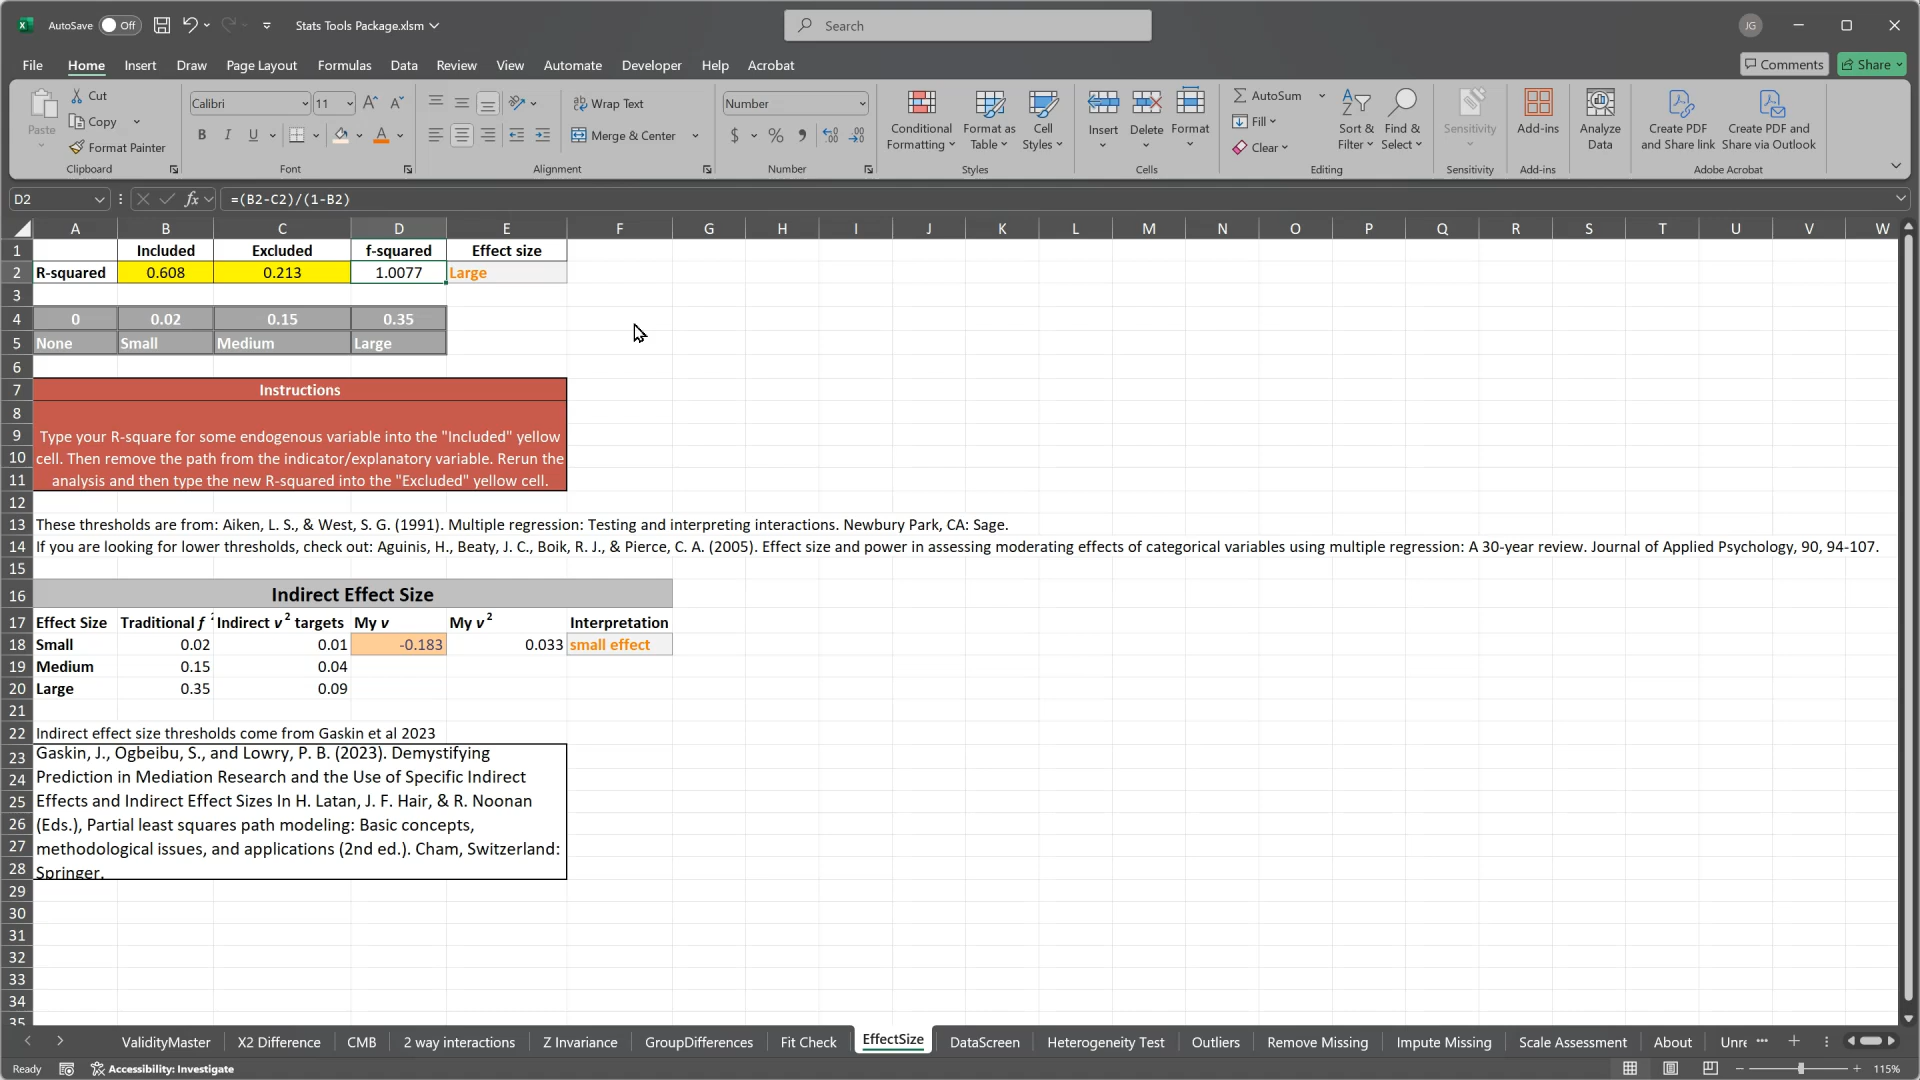 AutoSave Off Stats Tools Package.xlsm Search JG
File Home Insert Draw Page Layout Formulas Data Review View Automate Developer Help Acrobat Comments Share
Paste Cut Copy Format Painter Clipboard
Calibri 11 Font
Wrap Text Merge & Center Alignment
Number Number
Conditional Formatting Format as Table Cell Styles Styles
Insert Delete Format Cells
AutoSum Fill Clear Sort & Filter Find & Select Editing
Sensitivity Sensitivity
Add-ins Add-ins
Analyze Data
Create PDF and Share link Create PDF and Share via Outlook Adobe Acrobat
D2 fx =(B2-C2)/(1-B2)
A B C D E F G H I J K L M N O P Q R S T U V W
1 Included Excluded f-squared Effect size
2 R-squared 0.608 0.213 1.0077 Large
3
4 0 0.02 0.15 0.35
5 None Small Medium Large
6
7 Instructions
8
9 Type your R-square for some endogenous variable into the "Included" yellow
10 cell. Then remove the path from the indicator/explanatory variable. Rerun the
11 analysis and then type the new R-squared into the "Excluded" yellow cell.
12
13 These thresholds are from: Aiken, L. S., & West, S. G. (1991). Multiple regression: Testing and interpreting interactions. Newbury Park, CA: Sage.
14 If you are looking for lower thresholds, check out: Aguinis, H., Beaty, J. C., Boik, R. J., & Pierce, C. A. (2005). Effect size and power in assessing moderating effects of categorical variables using multiple regression: A 30-year review. Journal of Applied Psychology, 90, 94-107.
15
16 Indirect Effect Size
17 Effect Size Traditional f ² Indirect v² targets My v My v² Interpretation
18 Small 0.02 0.01 -0.183 0.033 small effect
19 Medium 0.15 0.04
20 Large 0.35 0.09
21
22 Indirect effect size thresholds come from Gaskin et al 2023
23 Gaskin, J., Ogbeibu, S., and Lowry, P. B. (2023). Demystifying
24 Prediction in Mediation Research and the Use of Specific Indirect
25 Effects and Indirect Effect Sizes In H. Latan, J. F. Hair, & R. Noonan
26 (Eds.), Partial least squares path modeling: Basic concepts,
27 methodological issues, and applications (2nd ed.). Cham, Switzerland:
28 Springer.
29
30
31
32
33
34
35
ValidityMaster X2 Difference CMB 2 way interactions Z Invariance GroupDifferences Fit Check EffectSize DataScreen Heterogeneity Test Outliers Remove Missing Impute Missing Scale Assessment About Unre ...
Ready Accessibility: Investigate 115%